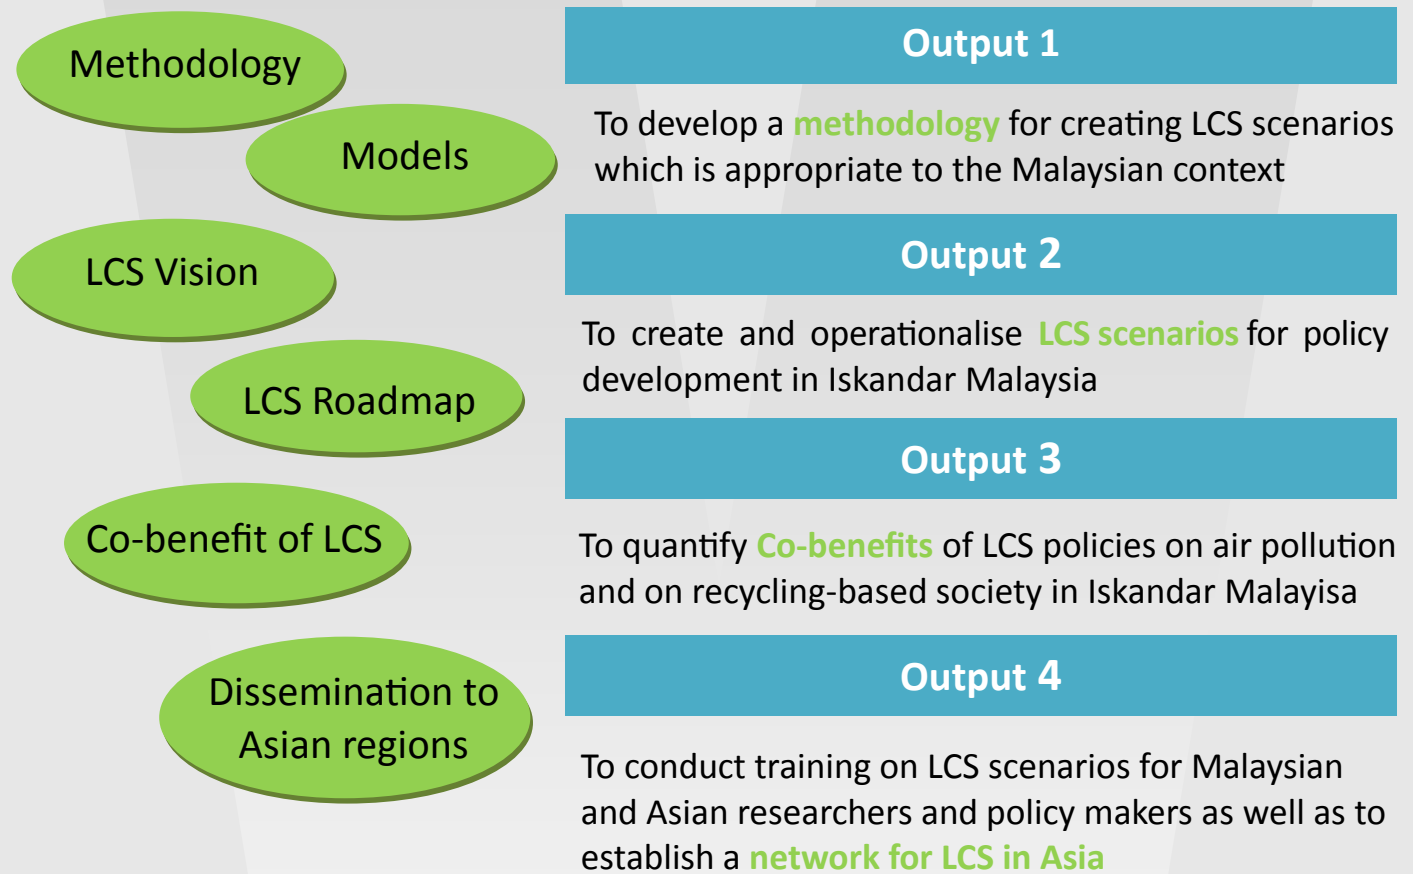 Methodology
Models
LCS Vision
LCS Roadmap
Co-benefit of LCS
Dissemination to
Asian regions
Output 1
To develop a methodology for creating LCS scenarios
which is appropriate to the Malaysian context
Output 2
To create and operationalise LCS scenarios for policy
development in Iskandar Malaysia
Output 3
To quantify Co-benefits of LCS policies on air pollution
and on recycling-based society in Iskandar Malayisa
Output 4
To conduct training on LCS scenarios for Malaysian
and Asian researchers and policy makers as well as to
establish a network for LCS in Asia